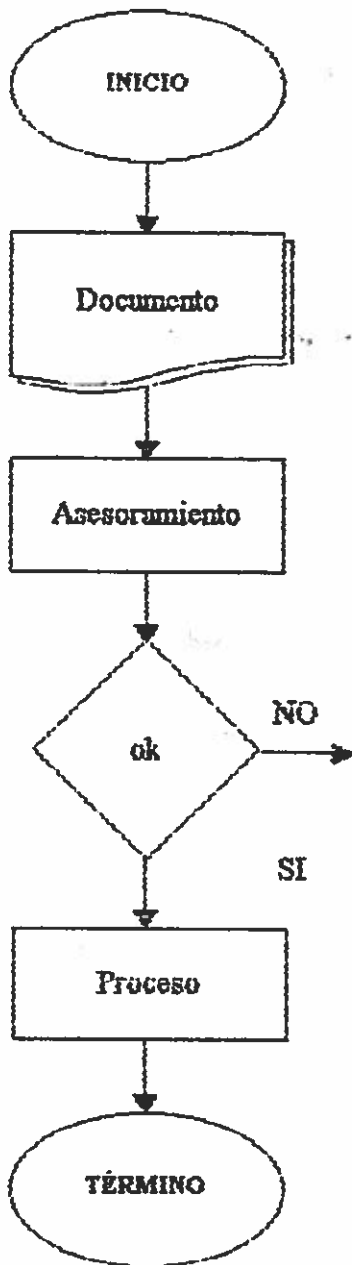 INICIO
Documento
Asesoramiento
ok
NO
SI
Proceso
TÉRMINO